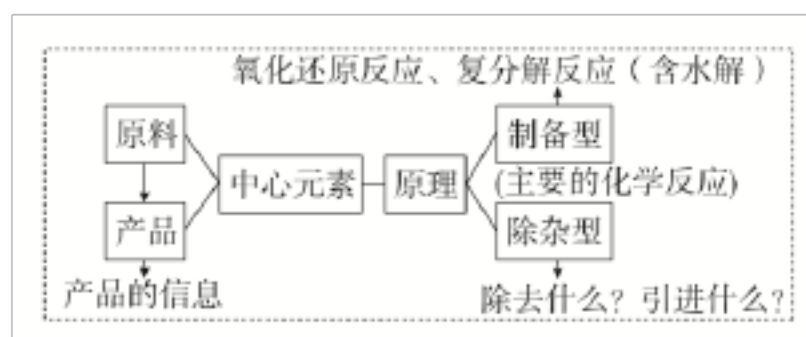 氧化还原反应、复分解反应（含水解）
原料
制备型
中心元素
原理
(主要的化学反应)
产品
除杂型
产品的信息
除去什么？引进什么？